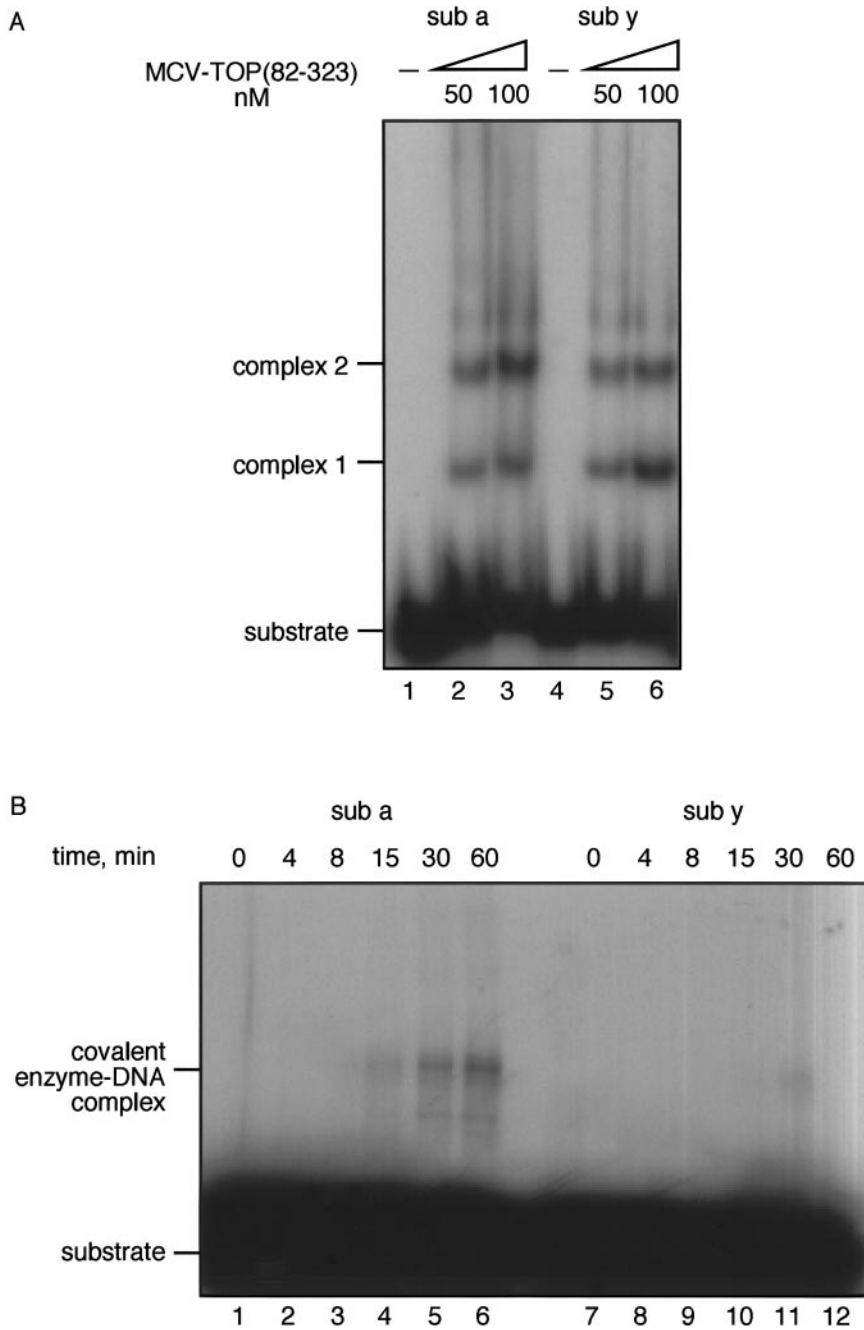 A
sub a sub y
MCV-TOP(82-323) – –
nM 50 100 50 100
complex 2
complex 1
substrate
1 2 3 4 5 6
B
sub a sub y
time, min 0 4 8 15 30 60 0 4 8 15 30 60
covalent
enzyme-DNA
complex
substrate
1 2 3 4 5 6 7 8 9 10 11 12